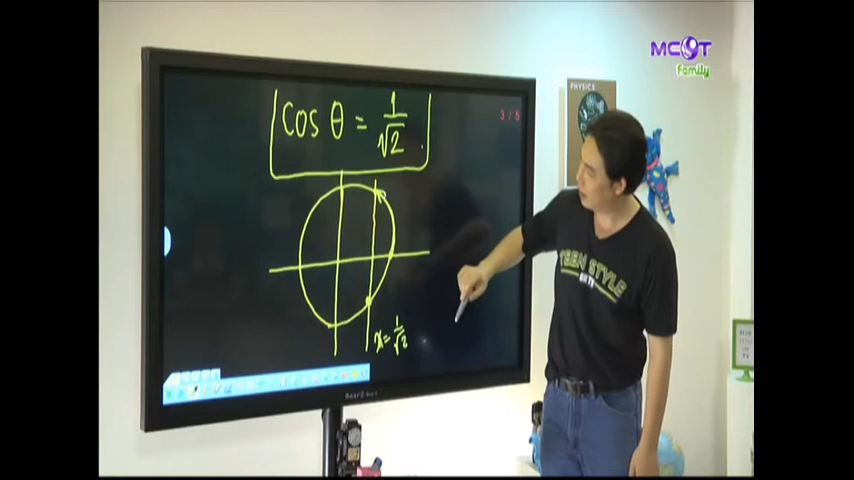 MCOT
family
PHYSICS
3 / 5
cos θ = 1/√2
x = 1/√2
TEEN STYLE